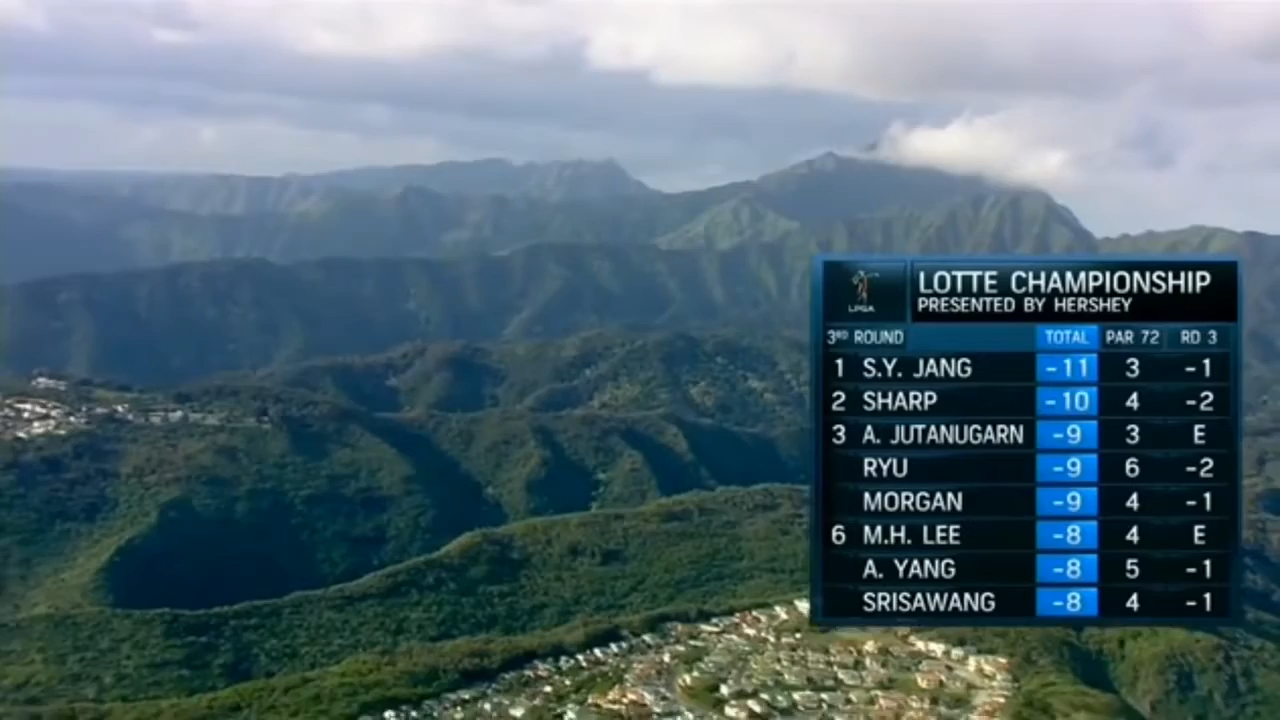 LPGA
LOTTE CHAMPIONSHIP
PRESENTED BY HERSHEY
3RD ROUND TOTAL PAR 72 RD 3
1 S.Y. JANG -11 3 -1
2 SHARP -10 4 -2
3 A. JUTANUGARN -9 3 E
RYU -9 6 -2
MORGAN -9 4 -1
6 M.H. LEE -8 4 E
A. YANG -8 5 -1
SRISAWANG -8 4 -1